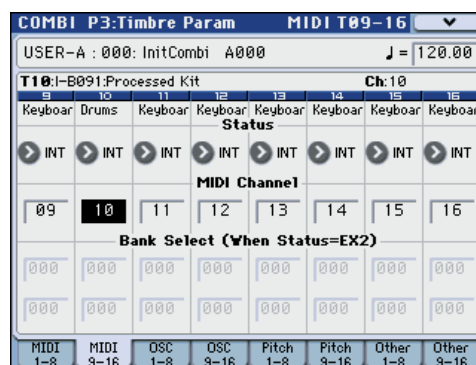 COMBI P3:Timbre Param MIDI T09-16
USER-A : 000: InitCombi A000 ♩= 120.00
T10:I-B091:Processed Kit Ch:10
9 10 11 12 13 14 15 16
Keyboar Drums Keyboar Keyboar Keyboar Keyboar Keyboar Keyboar
Status
INT INT INT INT INT INT INT INT
MIDI Channel
09 10 11 12 13 14 15 16
Bank Select (When Status=EX2)
000 000 000 000 000 000 000 000
000 000 000 000 000 000 000 000
MIDI 1-8 MIDI 9-16 OSC 1-8 OSC 9-16 Pitch 1-8 Pitch 9-16 Other 1-8 Other 9-16